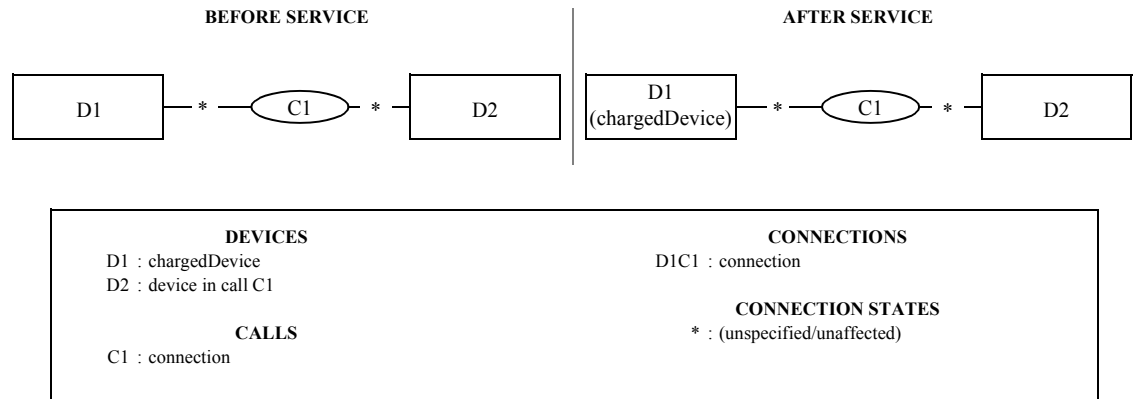 BEFORE SERVICE
D1 * C1 * D2
AFTER SERVICE
D1
(chargedDevice) * C1 * D2
DEVICES
D1 : chargedDevice
D2 : device in call C1
CALLS
C1 : connection
CONNECTIONS
D1C1 : connection
CONNECTION STATES
* : (unspecified/unaffected)